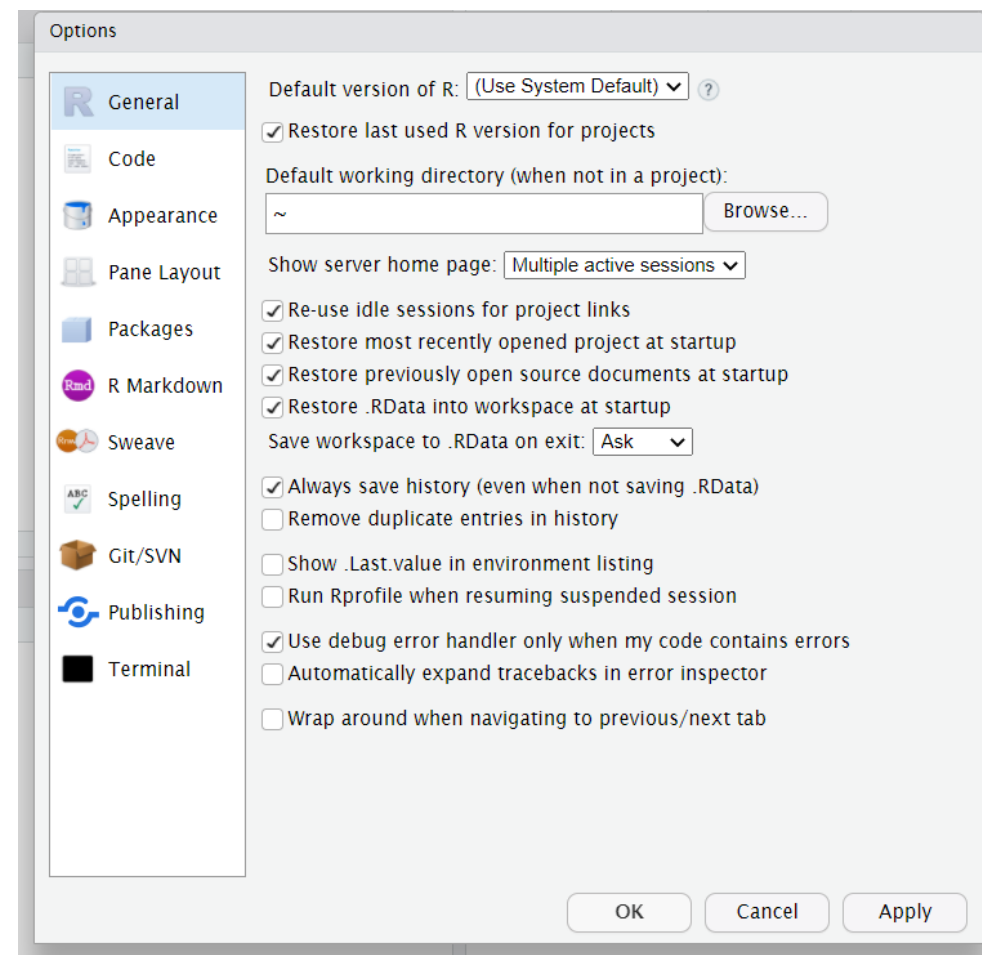 Options
General
Code
Appearance
Pane Layout
Packages
Rmd R Markdown
Sweave
ABC Spelling
Git/SVN
Publishing
Terminal
Default version of R: (Use System Default) ?
Restore last used R version for projects
Default working directory (when not in a project):
~ Browse...
Show server home page: Multiple active sessions
Re-use idle sessions for project links
Restore most recently opened project at startup
Restore previously open source documents at startup
Restore .RData into workspace at startup
Save workspace to .RData on exit: Ask
Always save history (even when not saving .RData)
Remove duplicate entries in history
Show .Last.value in environment listing
Run Rprofile when resuming suspended session
Use debug error handler only when my code contains errors
Automatically expand tracebacks in error inspector
Wrap around when navigating to previous/next tab
OK Cancel Apply